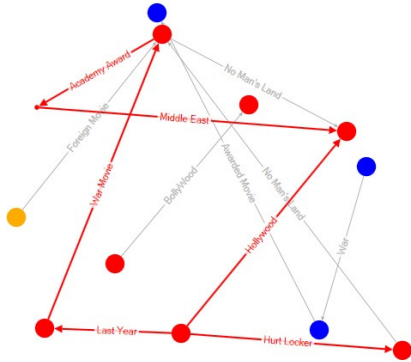 Academy Award
No Man's Land
Foreign Movie
Middle East
War Movie
BollyWood
Awarded Movie
No Man'sLand
Hollywood
War
Last Year
Hurt Locker